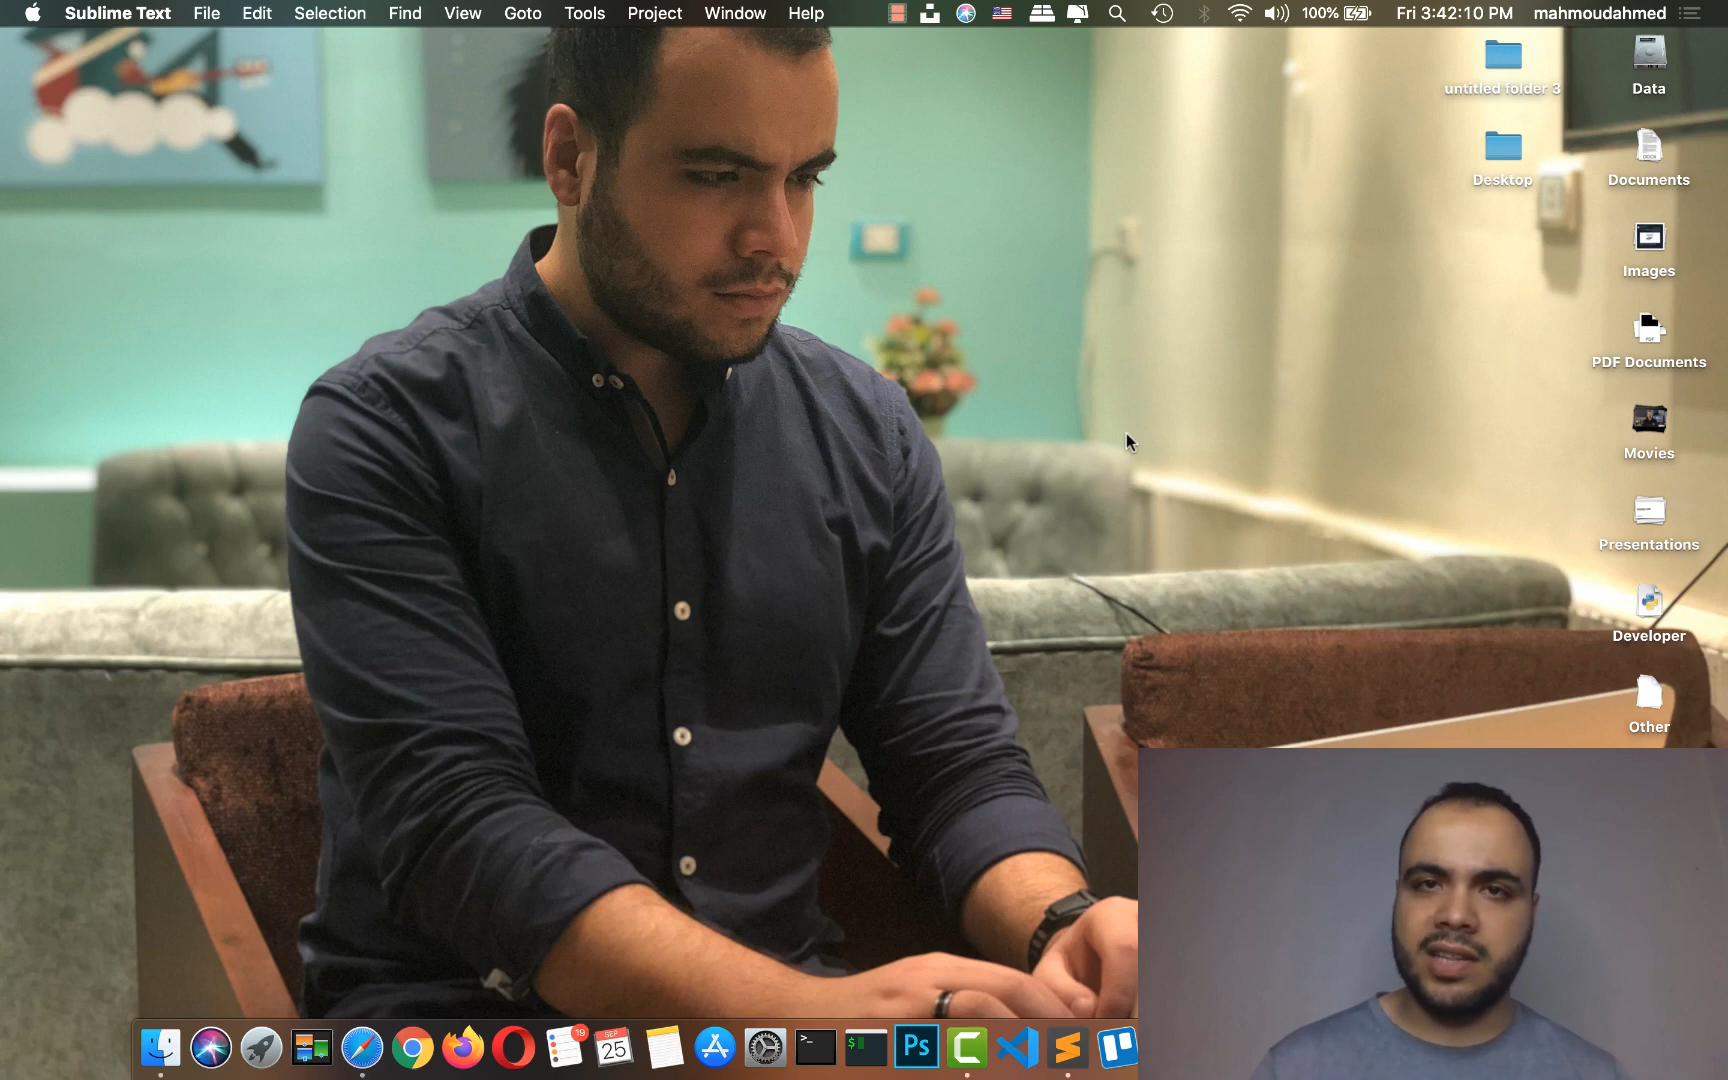 Sublime Text File Edit Selection Find View Goto Tools Project Window Help 100% Fri 3:42:10 PM mahmoudahmed
untitled folder 3
Data
Desktop
Documents
Images
PDF Documents
Movies
Presentations
Developer
Other
19
SEP
25
Ps